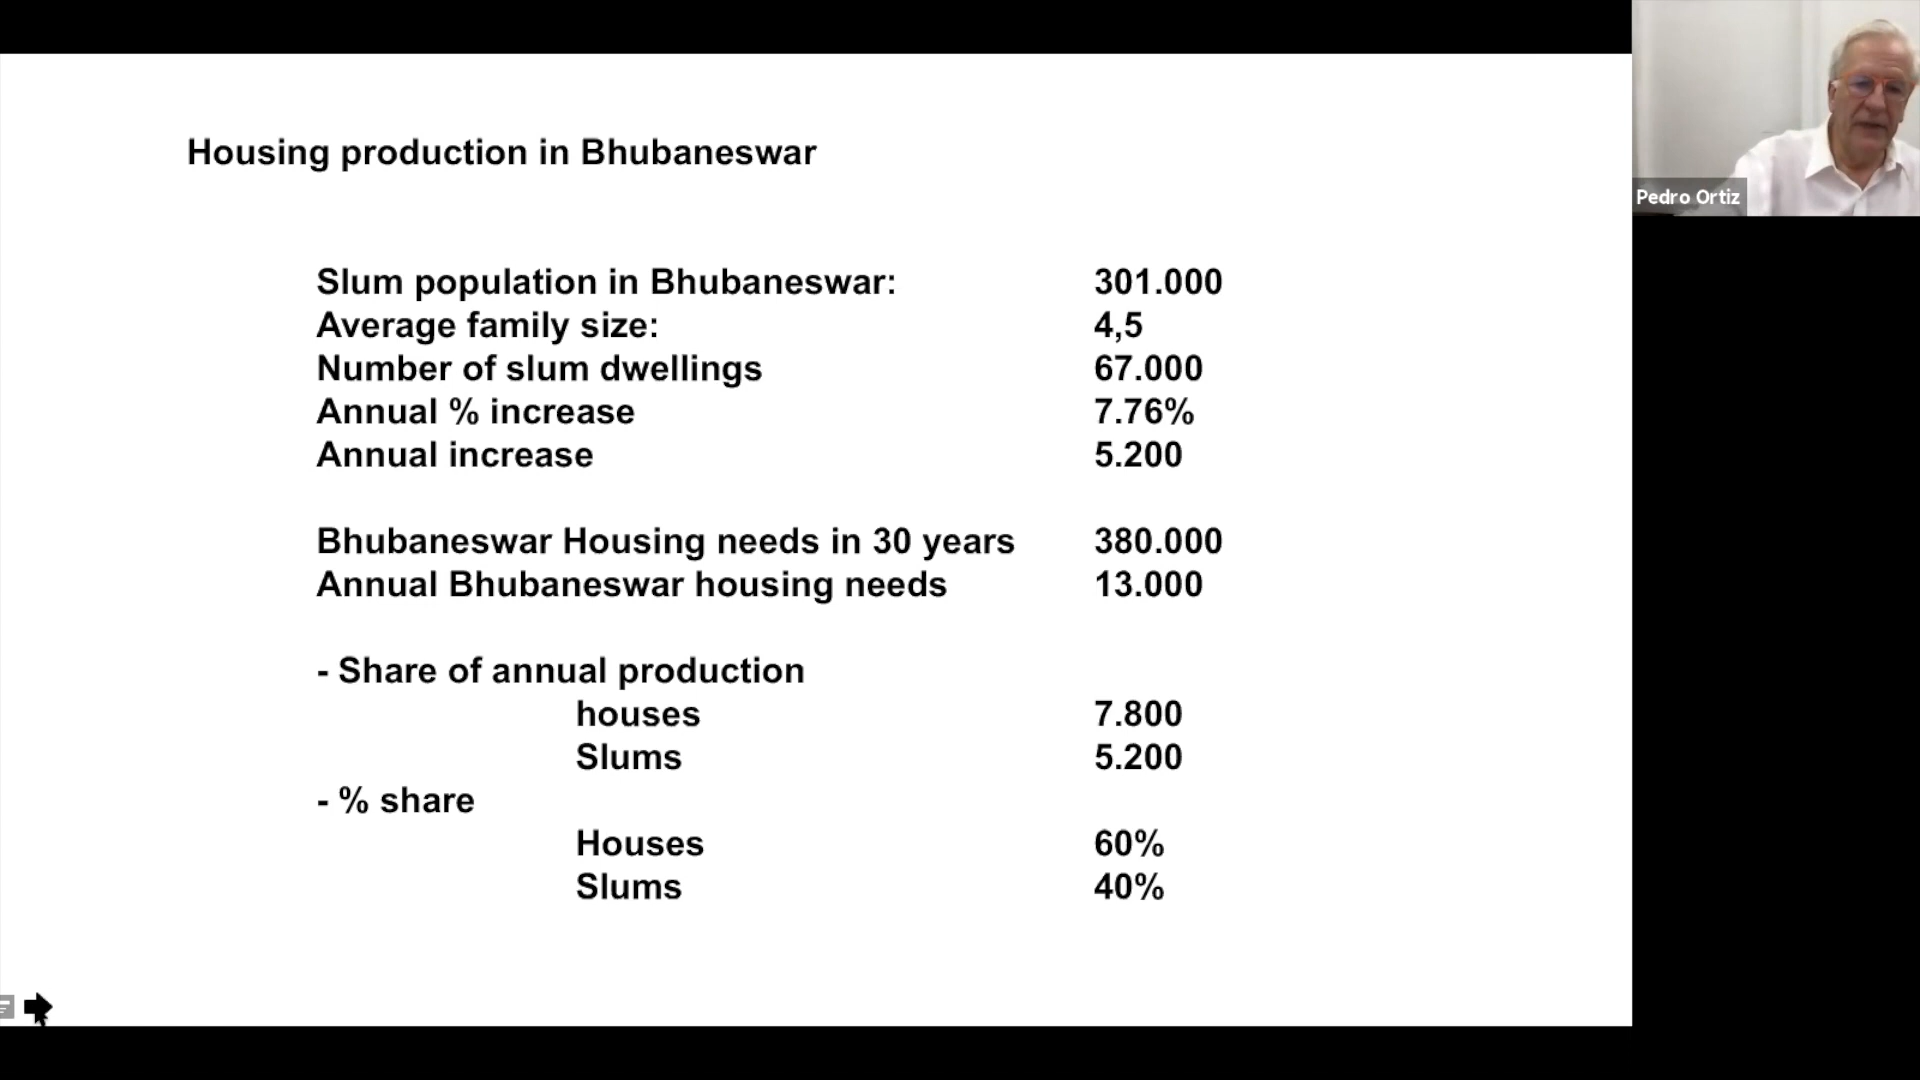 Housing production in Bhubaneswar
Slum population in Bhubaneswar: 301.000
Average family size: 4,5
Number of slum dwellings 67.000
Annual % increase 7.76%
Annual increase 5.200
Bhubaneswar Housing needs in 30 years 380.000
Annual Bhubaneswar housing needs 13.000
- Share of annual production
houses 7.800
Slums 5.200
- % share
Houses 60%
Slums 40%
Pedro Ortiz